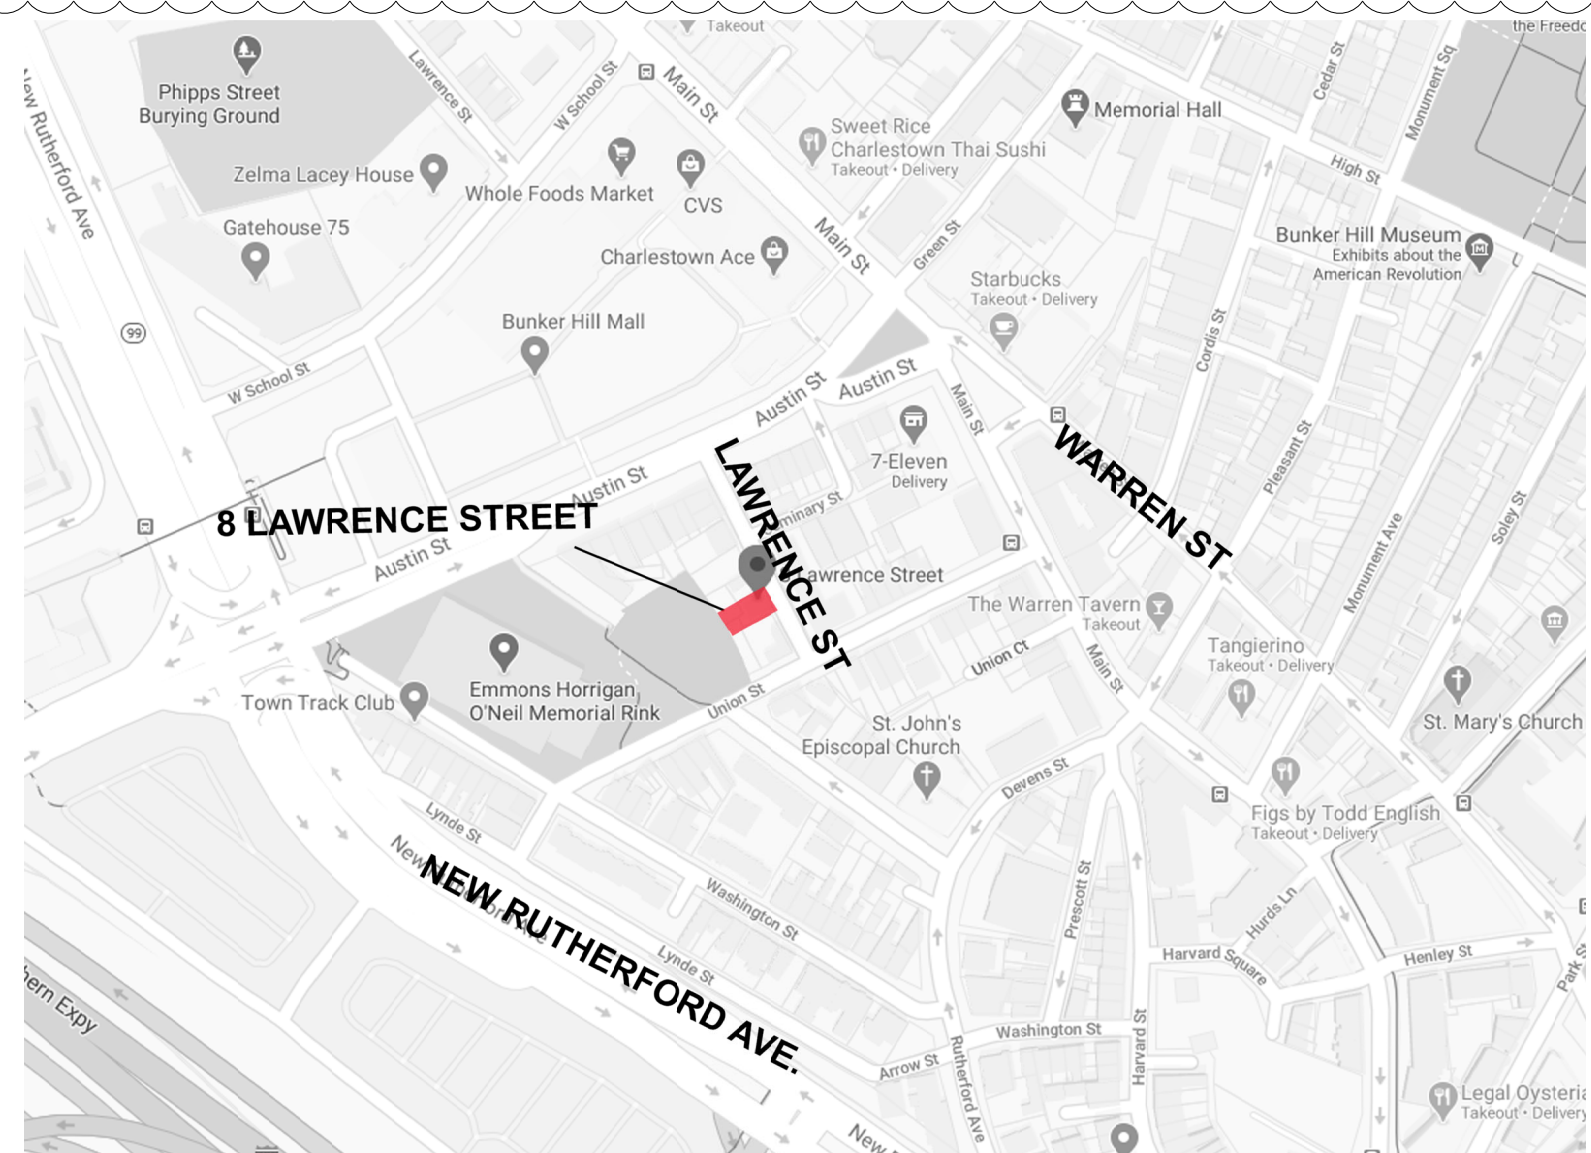 Takeout
the Freedo
Phipps Street
Burying Ground
Lawrence St
W School St
Main St
Cedar St
Monument Sq
New Rutherford Ave
Memorial Hall
Sweet Rice
Charlestown Thai Sushi
Takeout • Delivery
Zelma Lacey House
Whole Foods Market
CVS
High St
Gatehouse 75
Charlestown Ace
Main St
Green St
Bunker Hill Museum
Exhibits about the
American Revolution
Starbucks
Takeout • Delivery
99
Bunker Hill Mall
Cordis St
W School St
Austin St
Austin St
Main St
7-Eleven
Delivery
WARREN ST
Pleasant St
LAWRENCE ST
Austin St
8 LAWRENCE STREET
minary St
Soley St
Monument Ave
Austin St
Lawrence Street
The Warren Tavern
Takeout
Union Ct
Main St
Tangierino
Takeout • Delivery
Emmons Horrigan
O'Neil Memorial Rink
Town Track Club
Union St
St. John's
Episcopal Church
St. Mary's Church
Devens St
Figs by Todd English
Takeout • Delivery
Lynde St
NEW RUTHERFORD AVE.
Washington St
Prescott St
Hurds Ln
Lynde St
Harvard Square
Henley St
Park S
hern Expy
Washington St
Arrow St
Rutherford Ave
Harvard St
Legal Oysteria
Takeout • Delivery
New